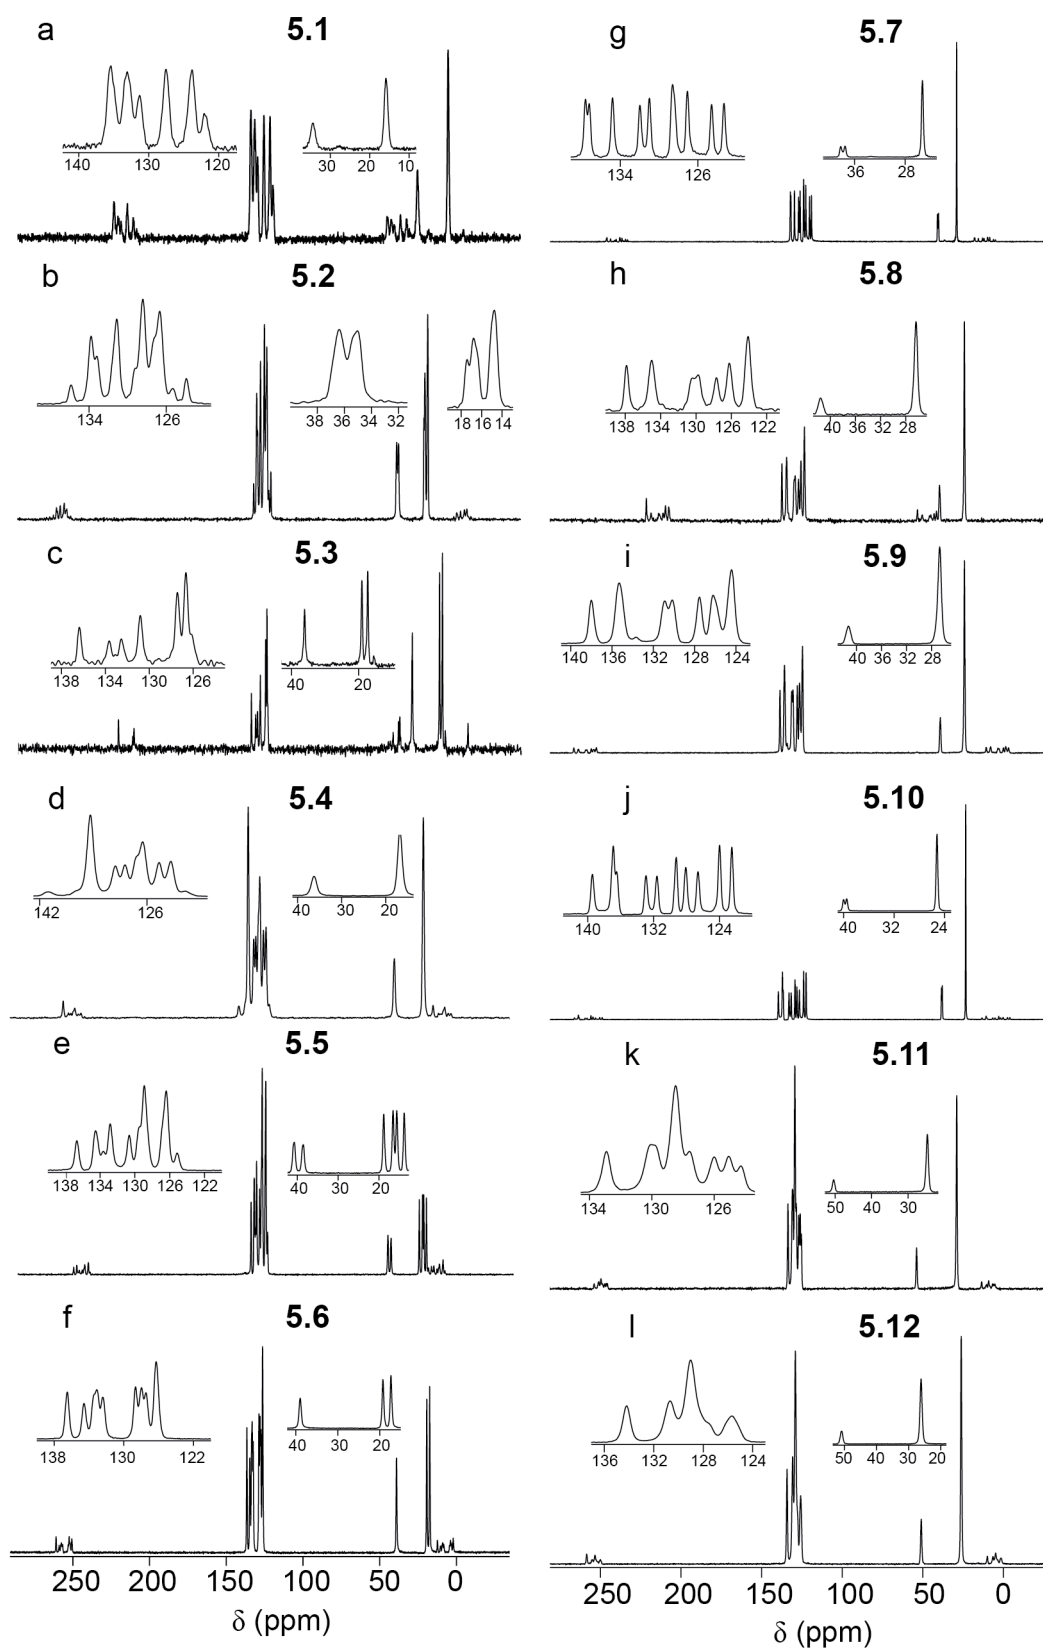 a 5.1
140 130 120
30 20 10
b 5.2
134 126
38 36 34 32
18 16 14
c 5.3
138 134 130 126
40 20
d 5.4
142 126
40 30 20
e 5.5
138 134 130 126 122
40 30 20
f 5.6
138 130 122
40 30 20
250 200 150 100 50 0
δ (ppm)
g 5.7
134 126
36 28
h 5.8
138 134 130 126 122
40 36 32 28
i 5.9
140 136 132 128 124
40 36 32 28
j 5.10
140 132 124
40 32 24
k 5.11
134 130 126
50 40 30
l 5.12
136 132 128 124
50 40 30 20
250 200 150 100 50 0
δ (ppm)